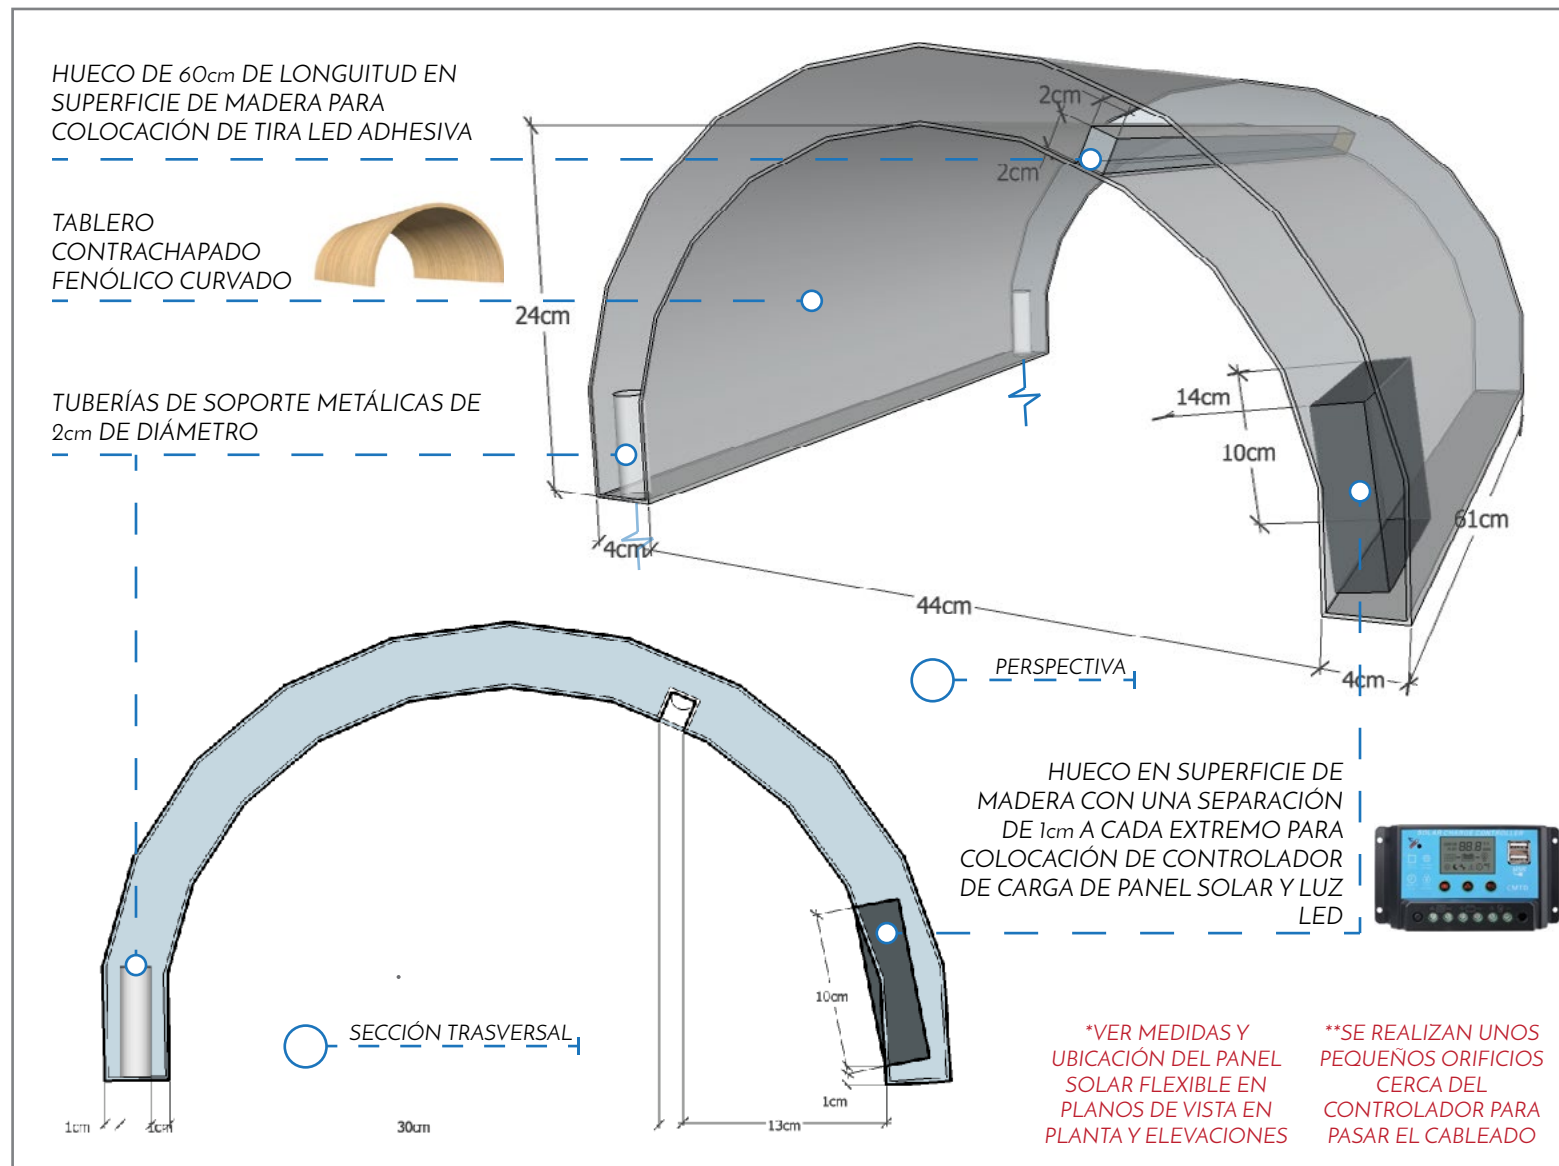 HUECO DE 60cm DE LONGUITUD EN
SUPERFICIE DE MADERA PARA
COLOCACIÓN DE TIRA LED ADHESIVA
TABLERO
CONTRACHAPADO
FENÓLICO CURVADO
TUBERÍAS DE SOPORTE METÁLICAS DE
2cm DE DIÁMETRO
2cm
2cm
24cm
14cm
10cm
61cm
4cm
44cm
4cm
PERSPECTIVA
HUECO EN SUPERFICIE DE
MADERA CON UNA SEPARACIÓN
DE 1cm A CADA EXTREMO PARA
COLOCACIÓN DE CONTROLADOR
DE CARGA DE PANEL SOLAR Y LUZ
LED
SOLAR CHARGE CONTROLLER
CMTB
10cm
SECCIÓN TRASVERSAL
1cm
1cm
1cm
30cm
13cm
*VER MEDIDAS Y
UBICACIÓN DEL PANEL
SOLAR FLEXIBLE EN
PLANOS DE VISTA EN
PLANTA Y ELEVACIONES
**SE REALIZAN UNOS
PEQUEÑOS ORIFICIOS
CERCA DEL
CONTROLADOR PARA
PASAR EL CABLEADO